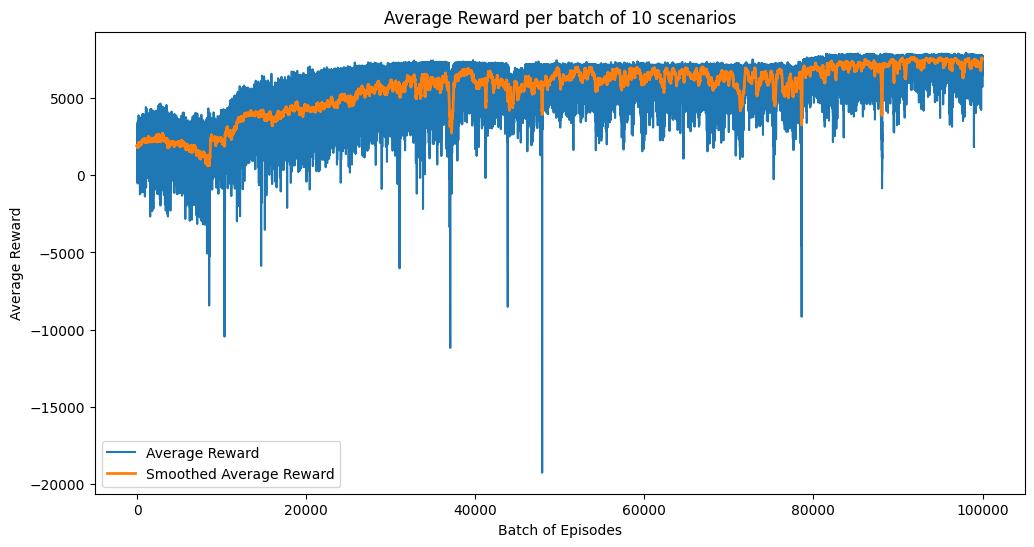 Average Reward per batch of 10 scenarios
Average Reward
5000
0
−5000
−10000
−15000
−20000
Average Reward
Smoothed Average Reward
0
20000
40000
60000
80000
100000
Batch of Episodes